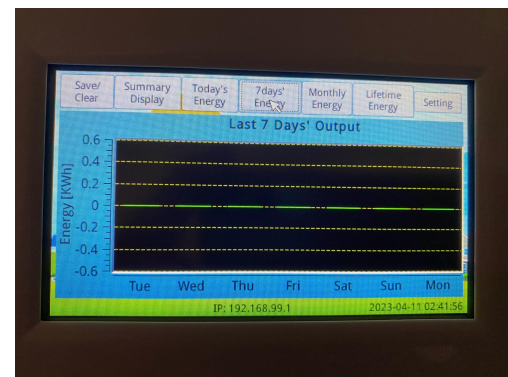 Save/ Clear
Summary Display
Today's Energy
7days' Energy
Monthly Energy
Lifetime Energy
Setting
Last 7 Days' Output
Energy [KWh]
0.6
0.4
0.2
0
-0.2
-0.4
-0.6
Tue Wed Thu Fri Sat Sun Mon
IP: 192.168.99.1 2023-04-11 02:41:56